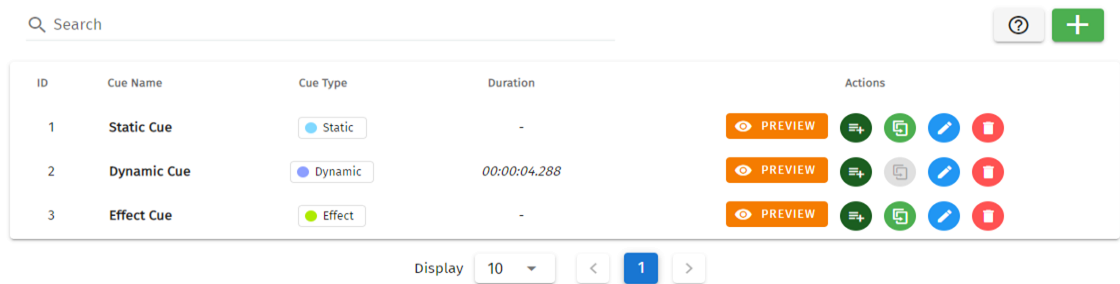 Search
ID Cue Name Cue Type Duration Actions
1 Static Cue Static - PREVIEW
2 Dynamic Cue Dynamic 00:00:04.288 PREVIEW
3 Effect Cue Effect - PREVIEW
Display 10 < 1 >